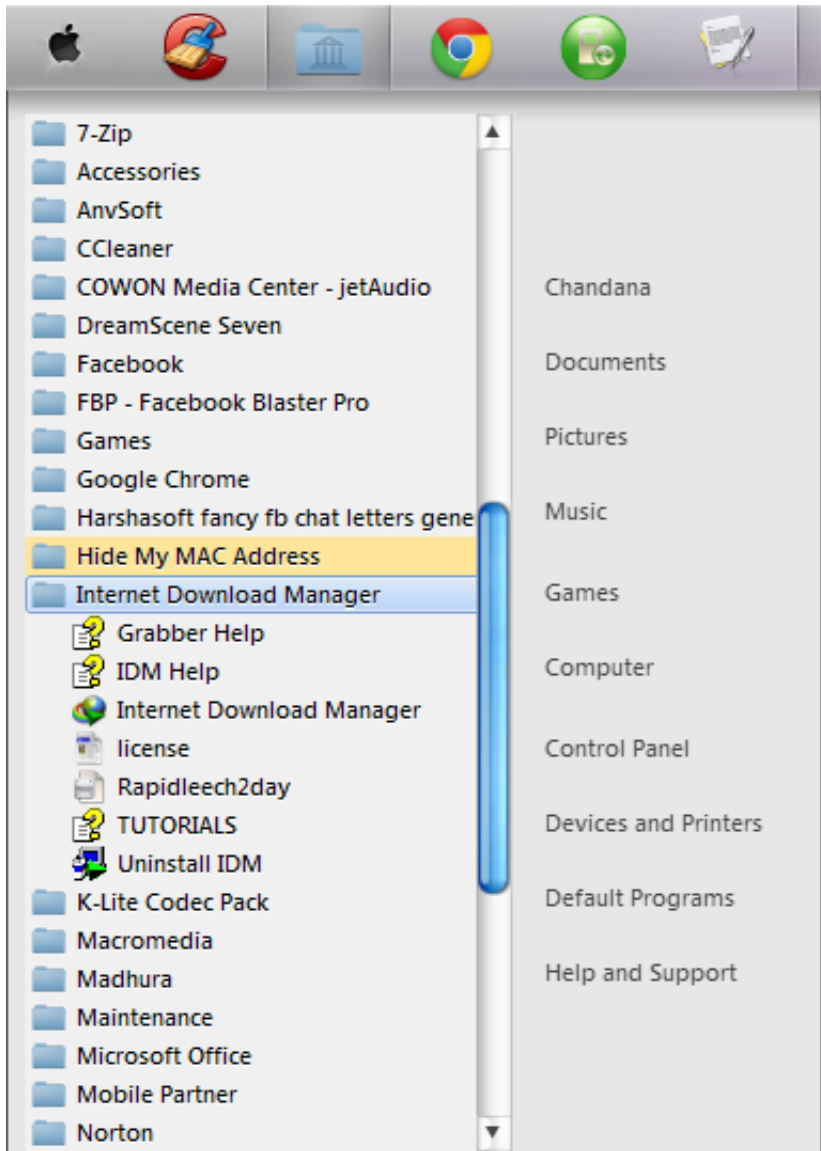 7-Zip
Accessories
AnvSoft
CCleaner
COWON Media Center - jetAudio
DreamScene Seven
Facebook
FBP - Facebook Blaster Pro
Games
Google Chrome
Harshasoft fancy fb chat letters gene
Hide My MAC Address
Internet Download Manager
Grabber Help
IDM Help
Internet Download Manager
license
Rapidleech2day
TUTORIALS
Uninstall IDM
K-Lite Codec Pack
Macromedia
Madhura
Maintenance
Microsoft Office
Mobile Partner
Norton
Chandana
Documents
Pictures
Music
Games
Computer
Control Panel
Devices and Printers
Default Programs
Help and Support